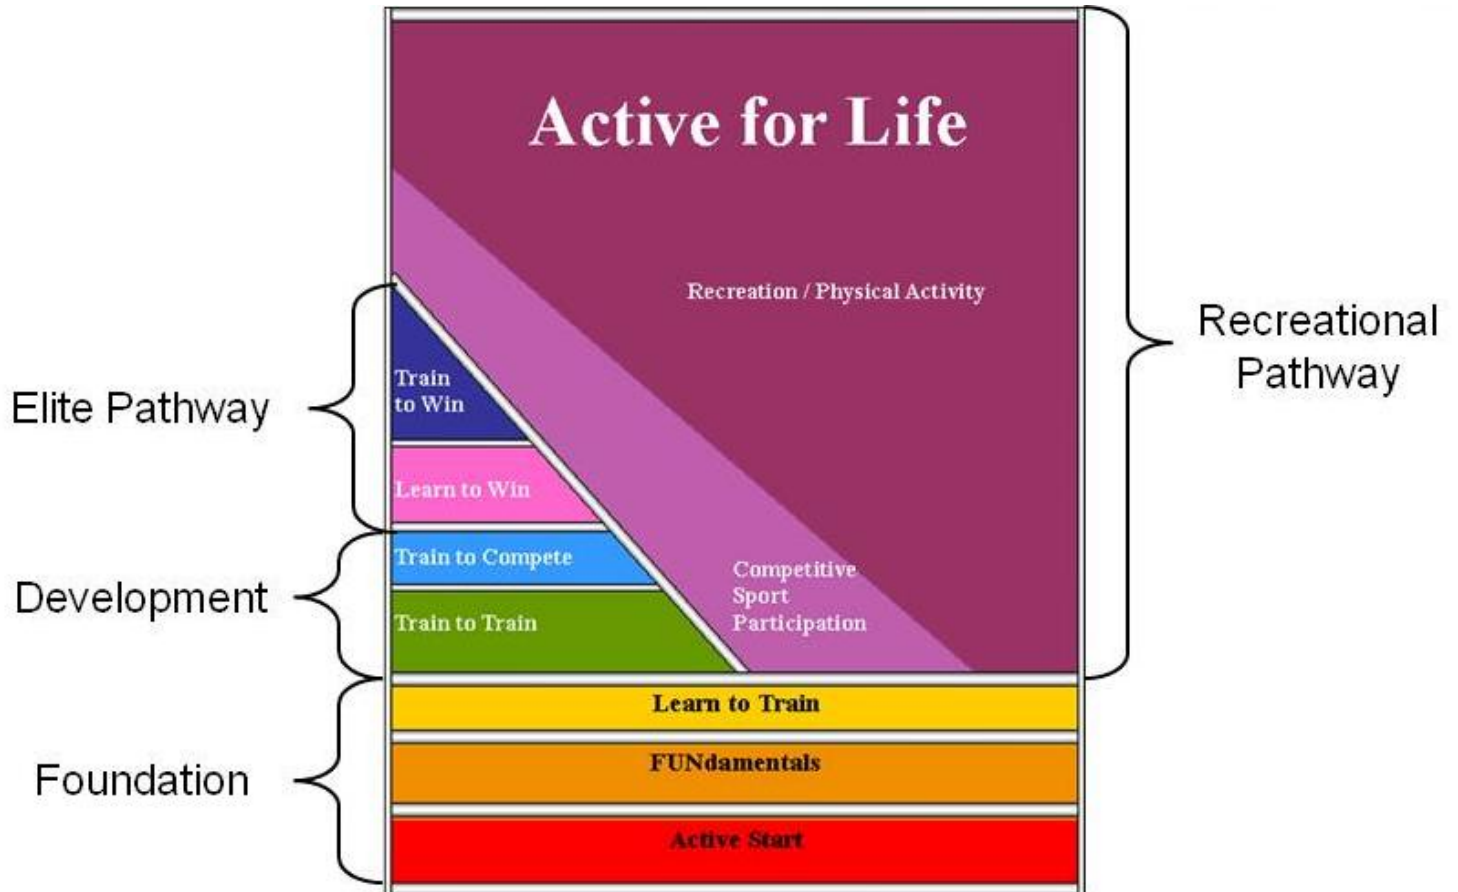 Active for Life
Recreation / Physical Activity
Recreational
Pathway
Elite Pathway
Train
to Win
Learn to Win
Development
Train to Compete
Train to Train
Competitive
Sport
Participation
Foundation
Learn to Train
FUNdamentals
Active Start